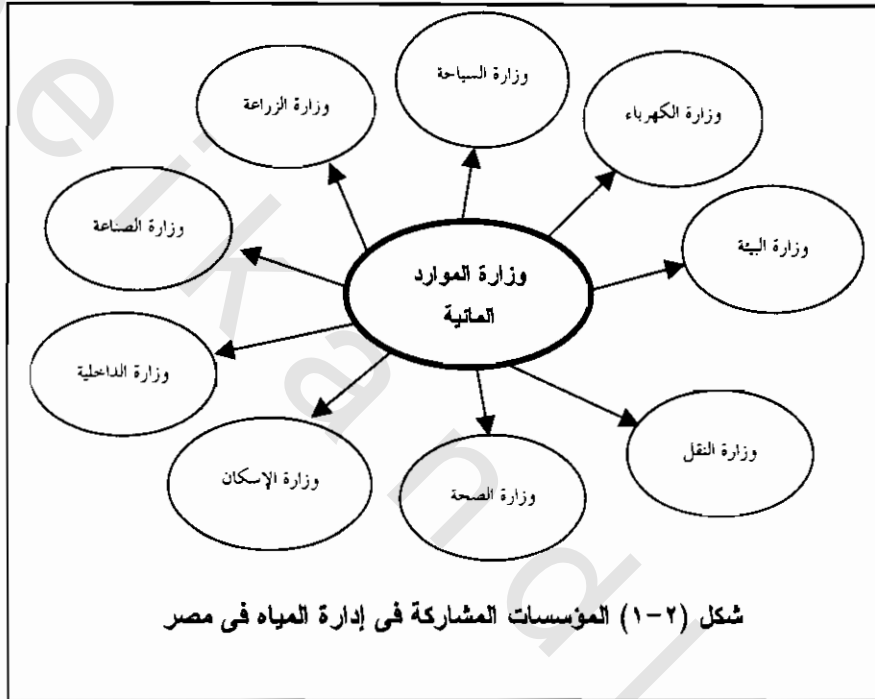 وزارة السياحة
وزارة الزراعة
وزارة الكهرباء
وزارة الصناعة
وزارة البيئة
وزارة الموارد
المائية
وزارة الداخلية
وزارة النقل
وزارة الإسكان
وزارة الصحة
شكل (٢-١) المؤسسات المشاركة فى إدارة المياه فى مصر
eikand